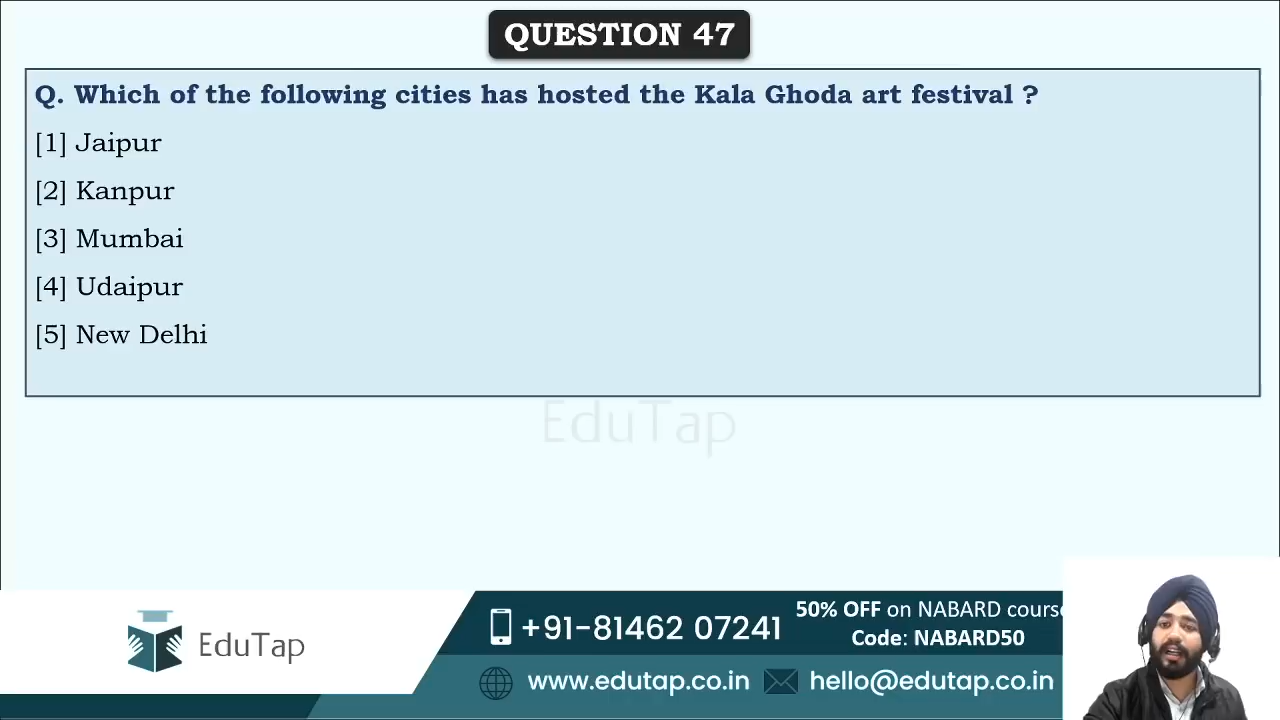 QUESTION 47
Q. Which of the following cities has hosted the Kala Ghoda art festival ?
[1] Jaipur
[2] Kanpur
[3] Mumbai
[4] Udaipur
[5] New Delhi
EduTap
EduTap
+91-81462 07241
50% OFF on NABARD course
Code: NABARD50
www.edutap.co.in
hello@edutap.co.in